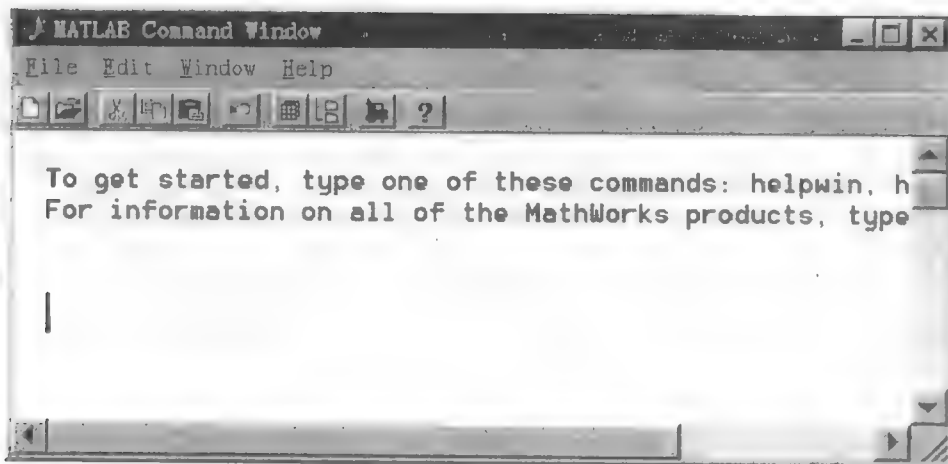 MATLAB Command Window
File Edit Window Help
?
To get started, type one of these commands: helpwin, h
For information on all of the MathWorks products, type